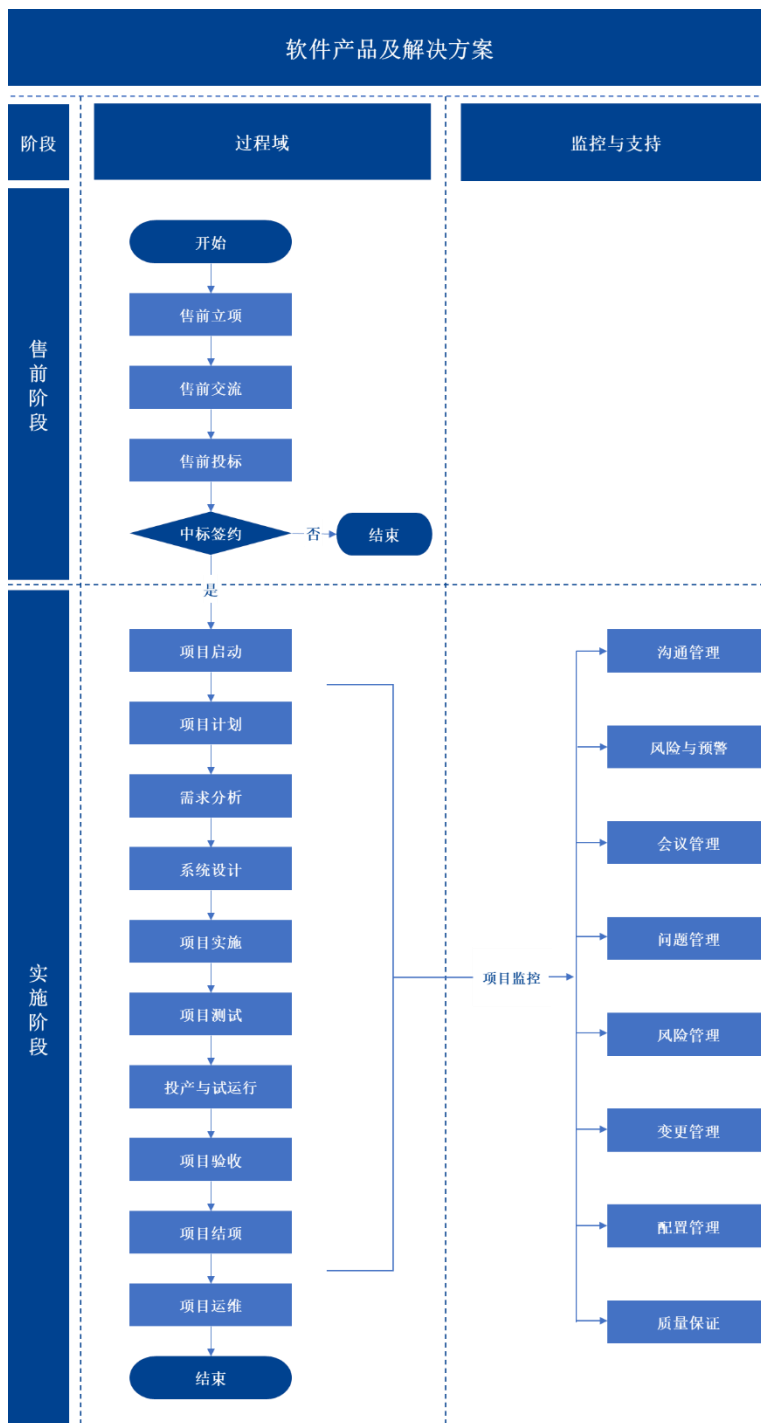 软件产品及解决方案
阶段
过程域
监控与支持
售前阶段
开始
售前立项
售前交流
售前投标
中标签约
否
结束
是
实施阶段
项目启动
项目计划
需求分析
系统设计
项目实施
项目测试
投产与试运行
项目验收
项目结项
项目运维
结束
项目监控
沟通管理
风险与预警
会议管理
问题管理
风险管理
变更管理
配置管理
质量保证